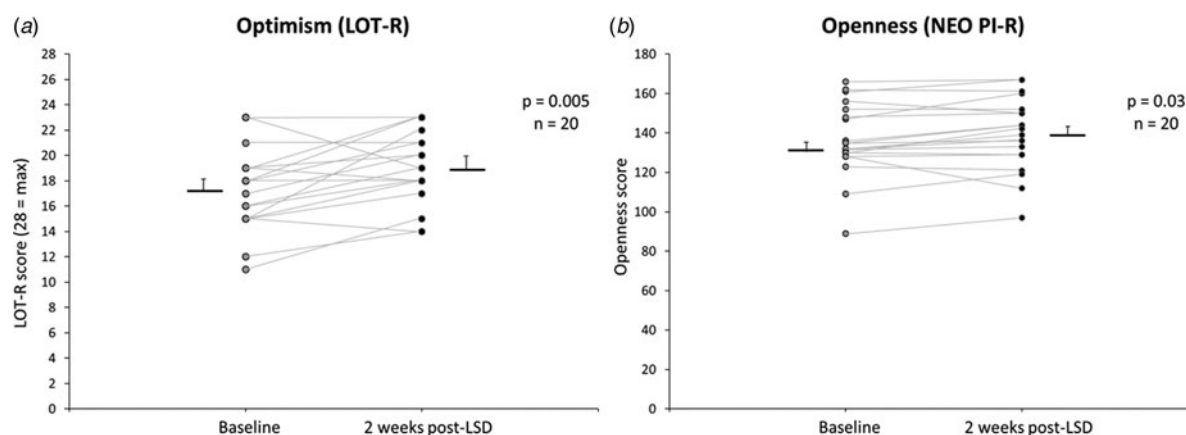 (a)
Optimism (LOT-R)
LOT-R score (28 = max)
28
26
24
22
20
18
16
14
12
10
8
6
4
2
0
p = 0.005
n = 20
Baseline
2 weeks post-LSD
(b)
Openness (NEO PI-R)
Openness score
180
160
140
120
100
80
60
40
20
0
p = 0.03
n = 20
Baseline
2 weeks post-LSD